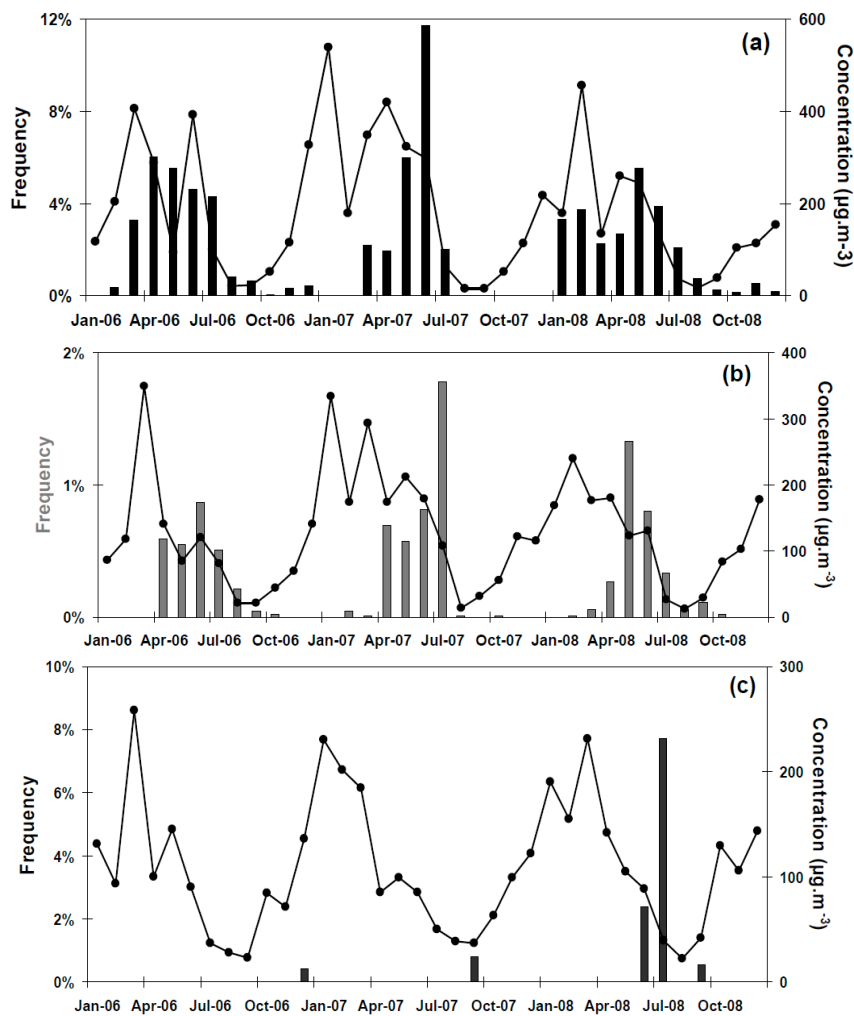 12%
600
(a)
8%
400
Frequency
Concentration (µg.m-3)
4%
200
0%
0
Jan-06 Apr-06 Jul-06 Oct-06 Jan-07 Apr-07 Jul-07 Oct-07 Jan-08 Apr-08 Jul-08 Oct-08
2%
400
(b)
300
Frequency
1%
200
Concentration (µg.m-3)
100
0%
0
Jan-06 Apr-06 Jul-06 Oct-06 Jan-07 Apr-07 Jul-07 Oct-07 Jan-08 Apr-08 Jul-08 Oct-08
10%
300
(c)
8%
200
6%
Frequency
Concentration (µg.m-3)
4%
100
2%
0%
0
Jan-06 Apr-06 Jul-06 Oct-06 Jan-07 Apr-07 Jul-07 Oct-07 Jan-08 Apr-08 Jul-08 Oct-08